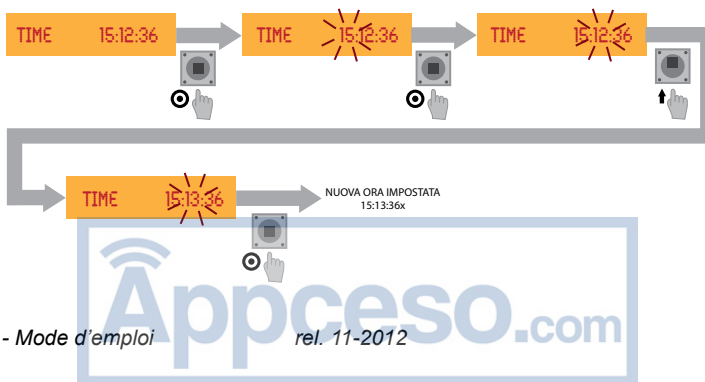 TIME 15:12:36
TIME 15:12:36
TIME 15:12:36
TIME 15:13:36
NUOVA ORA IMPOSTATA
15:13:36x
Appceso.com
- Mode d'emploi rel. 11-2012